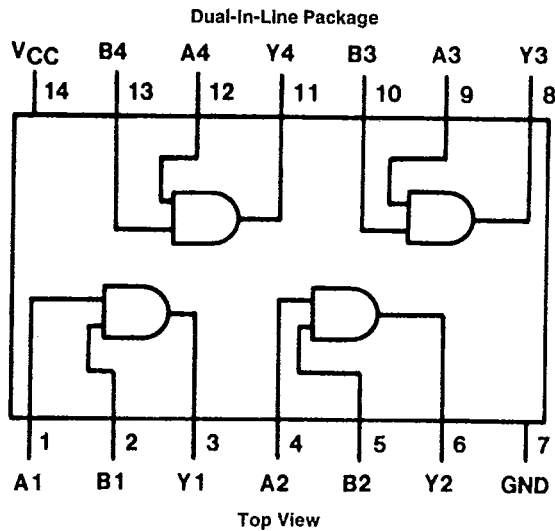 Dual-In-Line Package
VCC B4 A4 Y4 B3 A3 Y3
14 13 12 11 10 9 8
1 2 3 4 5 6 7
A1 B1 Y1 A2 B2 Y2 GND
Top View